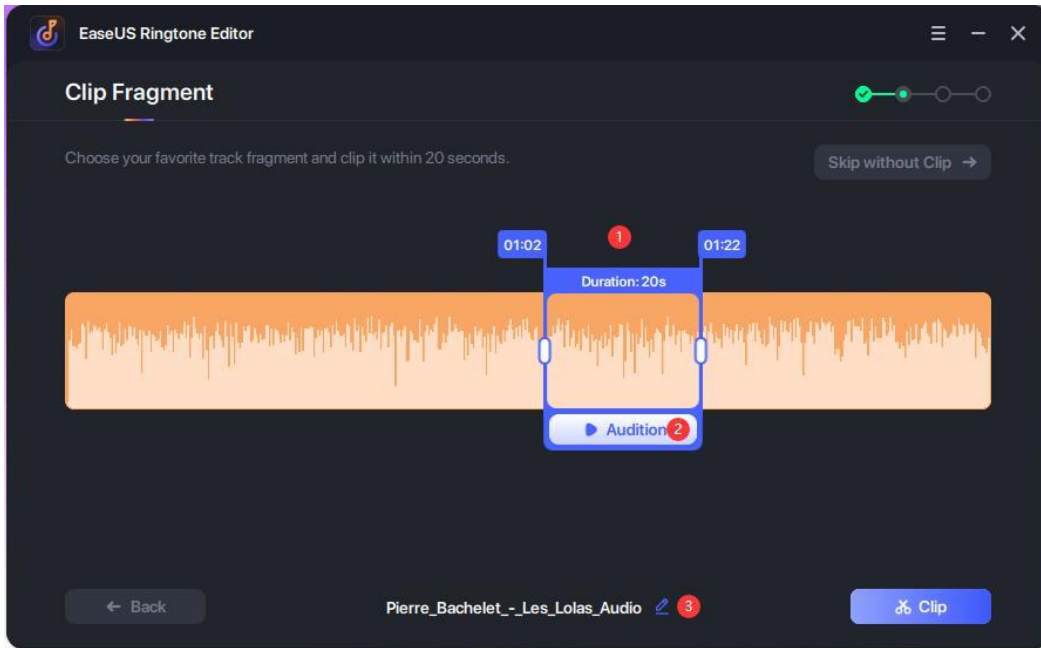 EaseUS Ringtone Editor
Clip Fragment
Choose your favorite track fragment and clip it within 20 seconds.
Skip without Clip →
01:02
1
01:22
Duration: 20s
Audition 2
← Back
Pierre_Bachelet_-_Les_Lolas_Audio 3
Clip